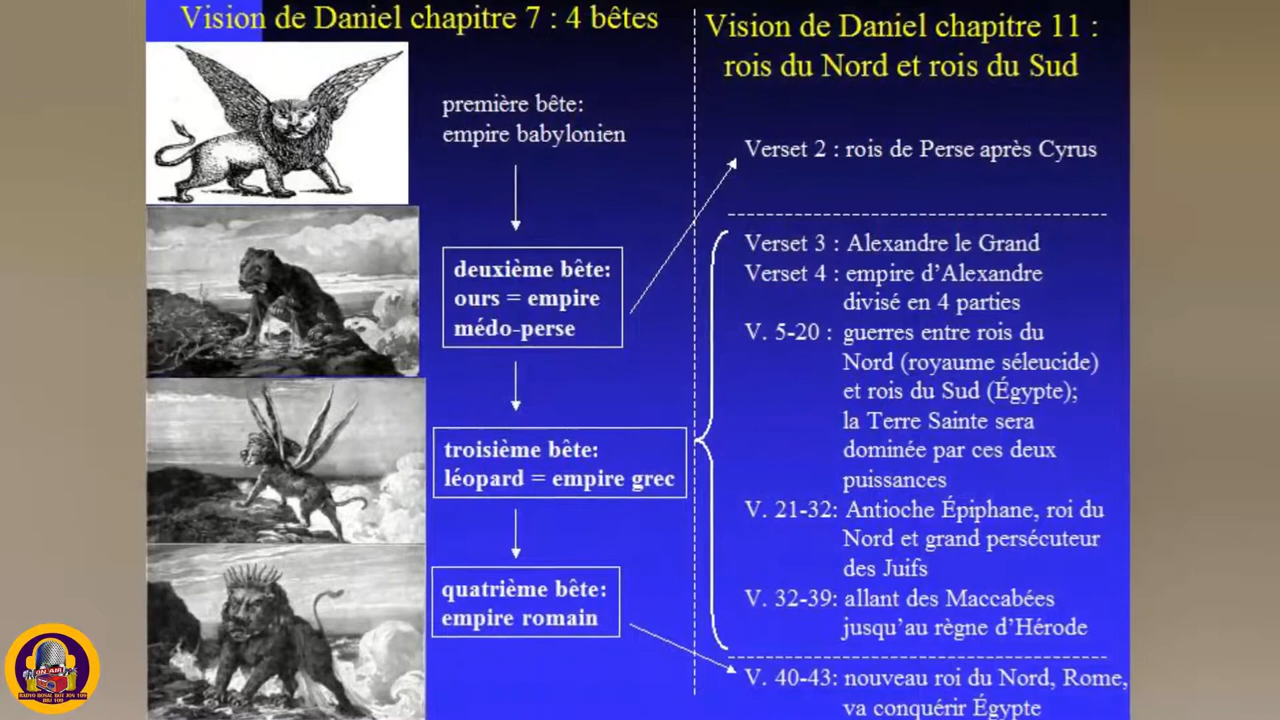 Vision de Daniel chapitre 7 : 4 bêtes
première bête:
empire babylonien
deuxième bête:
ours = empire
médo-perse
troisième bête:
léopard = empire grec
quatrième bête:
empire romain
Vision de Daniel chapitre 11 :
rois du Nord et rois du Sud
Verset 2 : rois de Perse après Cyrus
Verset 3 : Alexandre le Grand
Verset 4 : empire d’Alexandre
divisé en 4 parties
V. 5-20 : guerres entre rois du
Nord (royaume séleucide)
et rois du Sud (Égypte);
la Terre Sainte sera
dominée par ces deux
puissances
V. 21-32: Antioche Épiphane, roi du
Nord et grand persécuteur
des Juifs
V. 32-39: allant des Maccabées
jusqu’au règne d’Hérode
V. 40-43: nouveau roi du Nord, Rome,
va conquérir Égypte
ON AIR